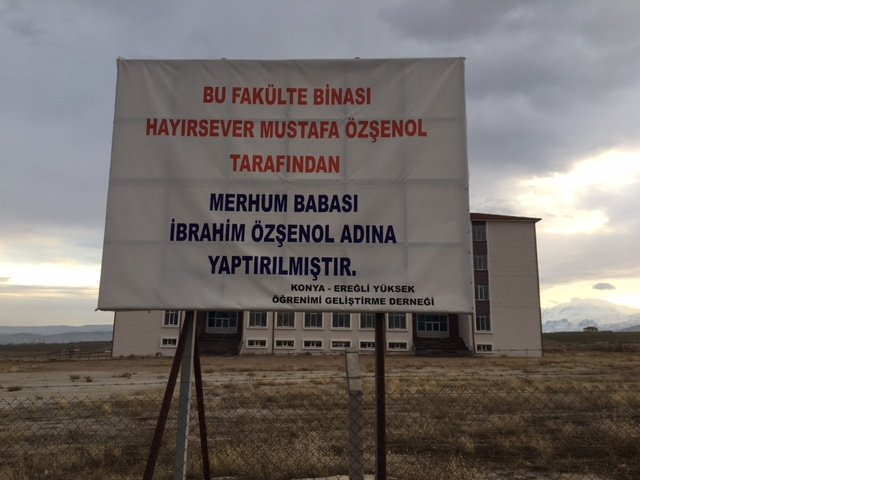 BU FAKÜLTE BİNASI
HAYIRSEVER MUSTAFA ÖZŞENOL
TARAFINDAN
MERHUM BABASI
İBRAHİM ÖZŞENOL ADINA
YAPTIRILMIŞTIR.
KONYA - EREĞLİ YÜKSEK
ÖĞRENİMİ GELİŞTİRME DERNEĞİ